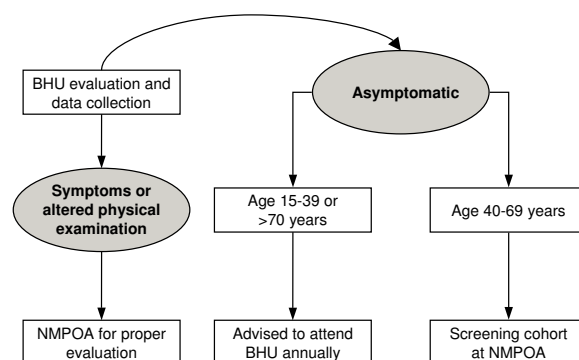 BHU evaluation and
data collection
Asymptomatic
Symptoms or
altered physical
examination
Age 15-39 or
>70 years
Age 40-69 years
NMPOA for proper
evaluation
Advised to attend
BHU annually
Screening cohort
at NMPOA